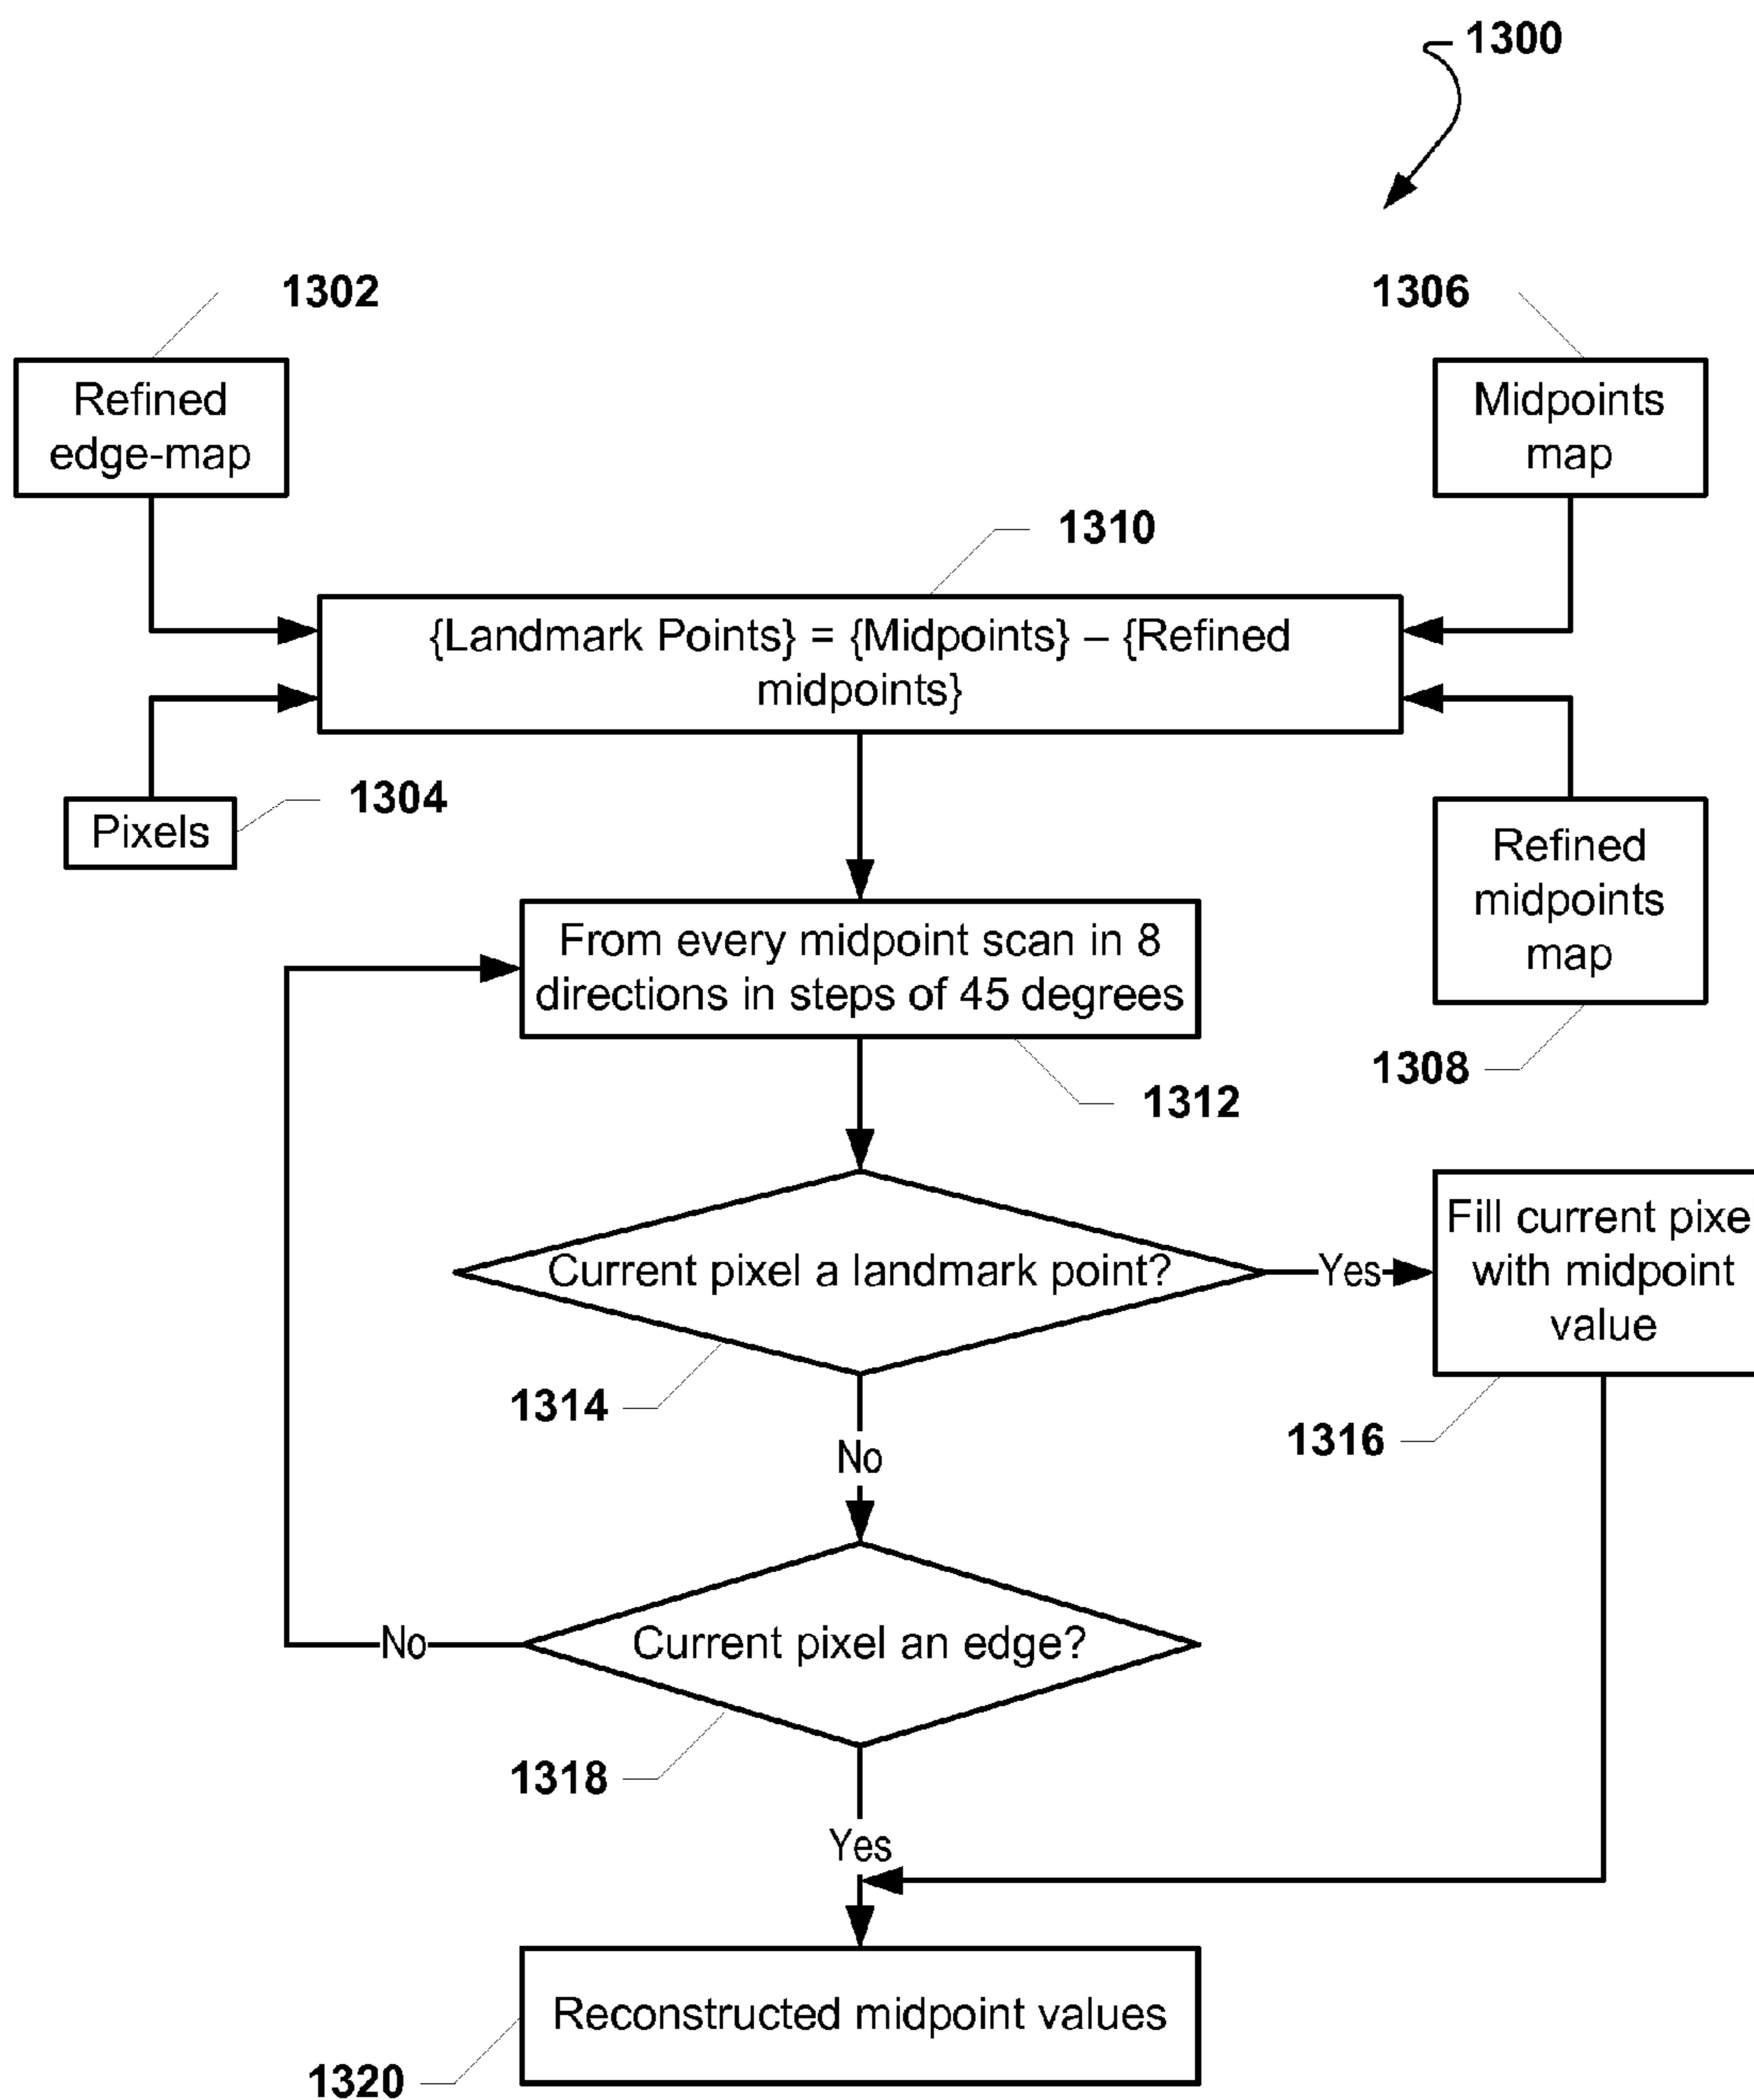 1300
1302
1306
Refined
edge-map
Midpoints
map
1310
{Landmark Points} = {Midpoints} – {Refined
midpoints}
1304
Pixels
Refined
midpoints
map
From every midpoint scan in 8
directions in steps of 45 degrees
1308
1312
Current pixel a landmark point?
Yes
Fill current pixel
with midpoint
value
1314
1316
No
Current pixel an edge?
No
1318
Yes
Reconstructed midpoint values
1320